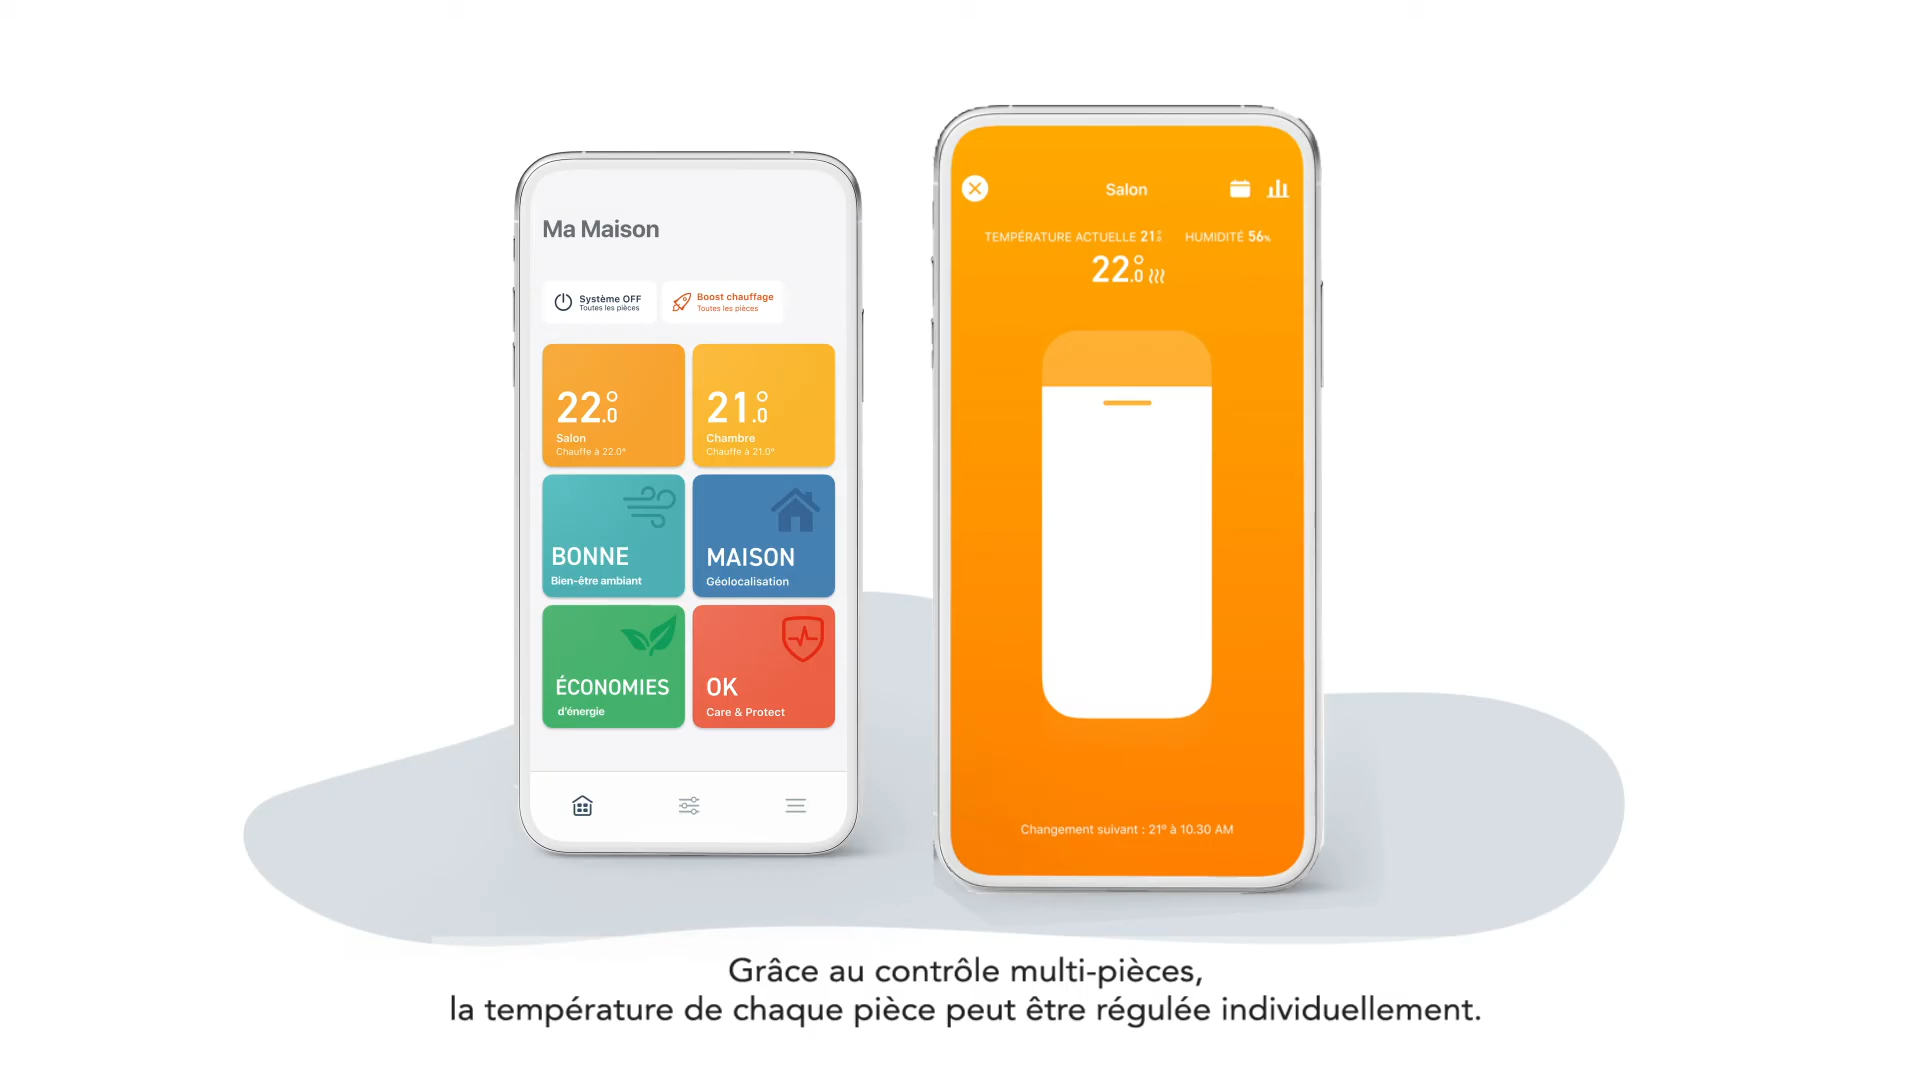 Ma Maison
Système OFF
Toutes les pièces
Boost chauffage
Toutes les pièces
22.0°
Salon
Chauffe à 22.0°
21.0°
Chambre
Chauffe à 21.0°
BONNE
Bien-être ambiant
MAISON
Géolocalisation
ÉCONOMIES
d'énergie
OK
Care & Protect
Salon
TEMPÉRATURE ACTUELLE 21° HUMIDITÉ 56%
22.0°
Changement suivant : 21° à 10.30 AM
Grâce au contrôle multi-pièces,
la température de chaque pièce peut être régulée individuellement.